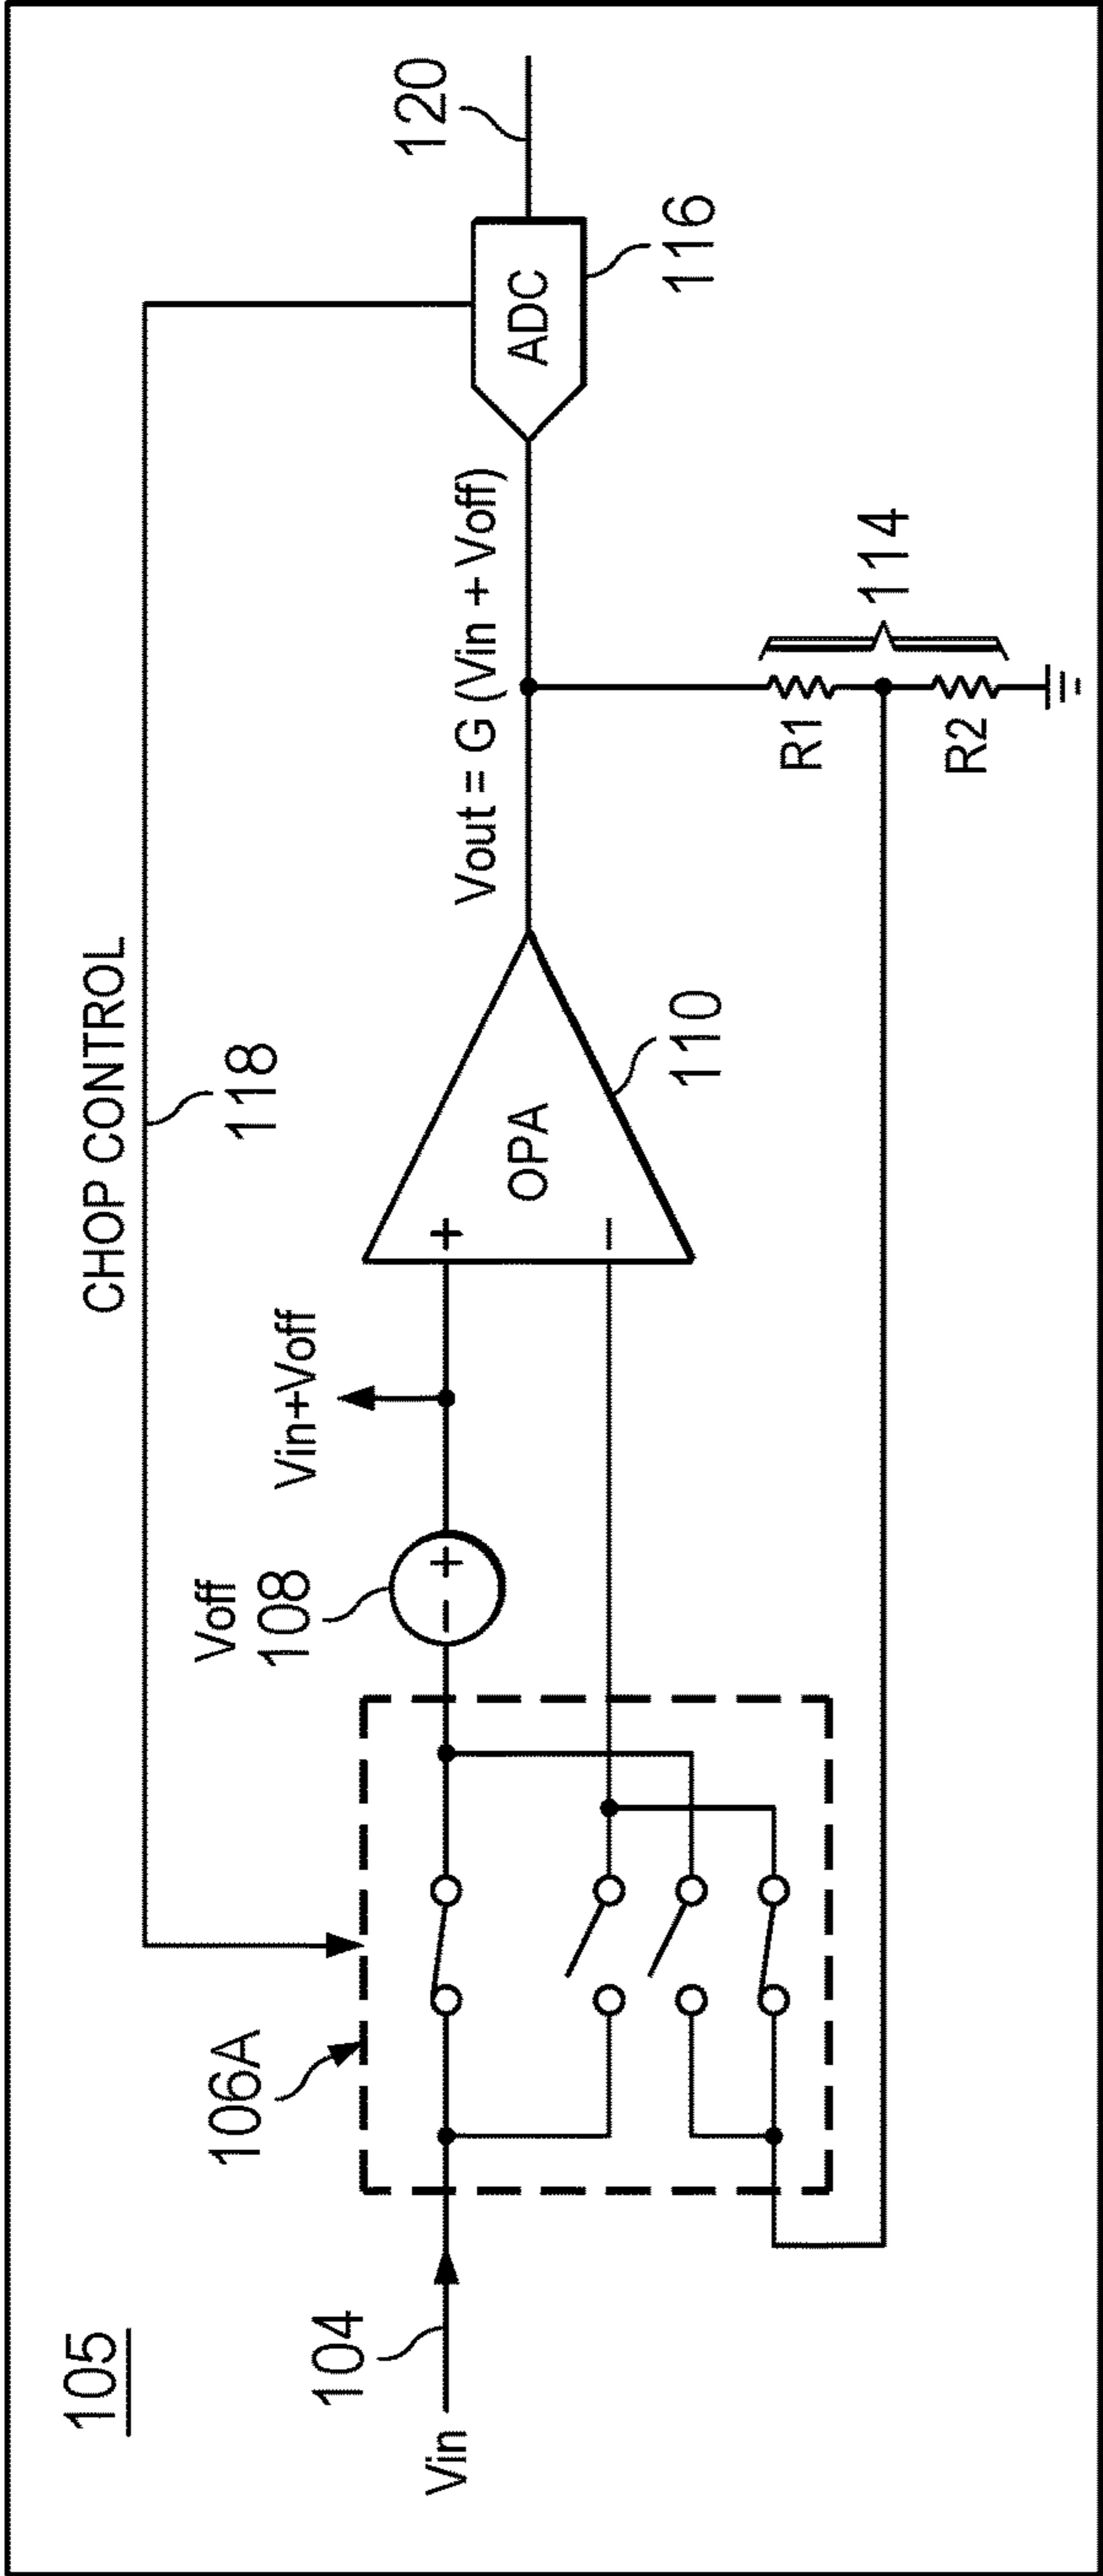 105
CHOP CONTROL
118
Vin
104
106A
Voff
108
Vin+Voff
+
−
−
+
OPA
110
Vout = G (Vin + Voff)
ADC
116
120
R1
R2
114